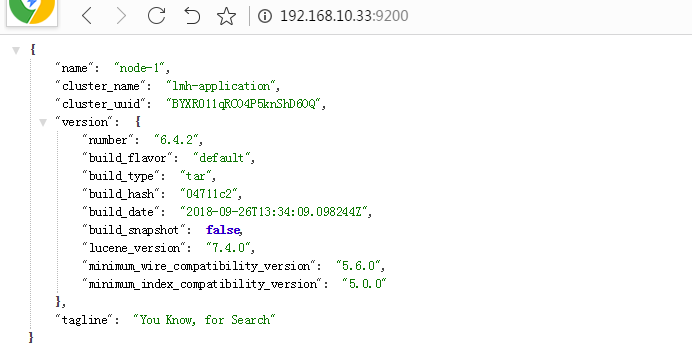 192.168.10.33:9200
{
"name": "node-1",
"cluster_name": "lmh-application",
"cluster_uuid": "BYXRO11qRCO4P5knShD60Q",
"version": {
"number": "6.4.2",
"build_flavor": "default",
"build_type": "tar",
"build_hash": "04711c2",
"build_date": "2018-09-26T13:34:09.098244Z",
"build_snapshot": false,
"lucene_version": "7.4.0",
"minimum_wire_compatibility_version": "5.6.0",
"minimum_index_compatibility_version": "5.0.0"
},
"tagline": "You Know, for Search"
}